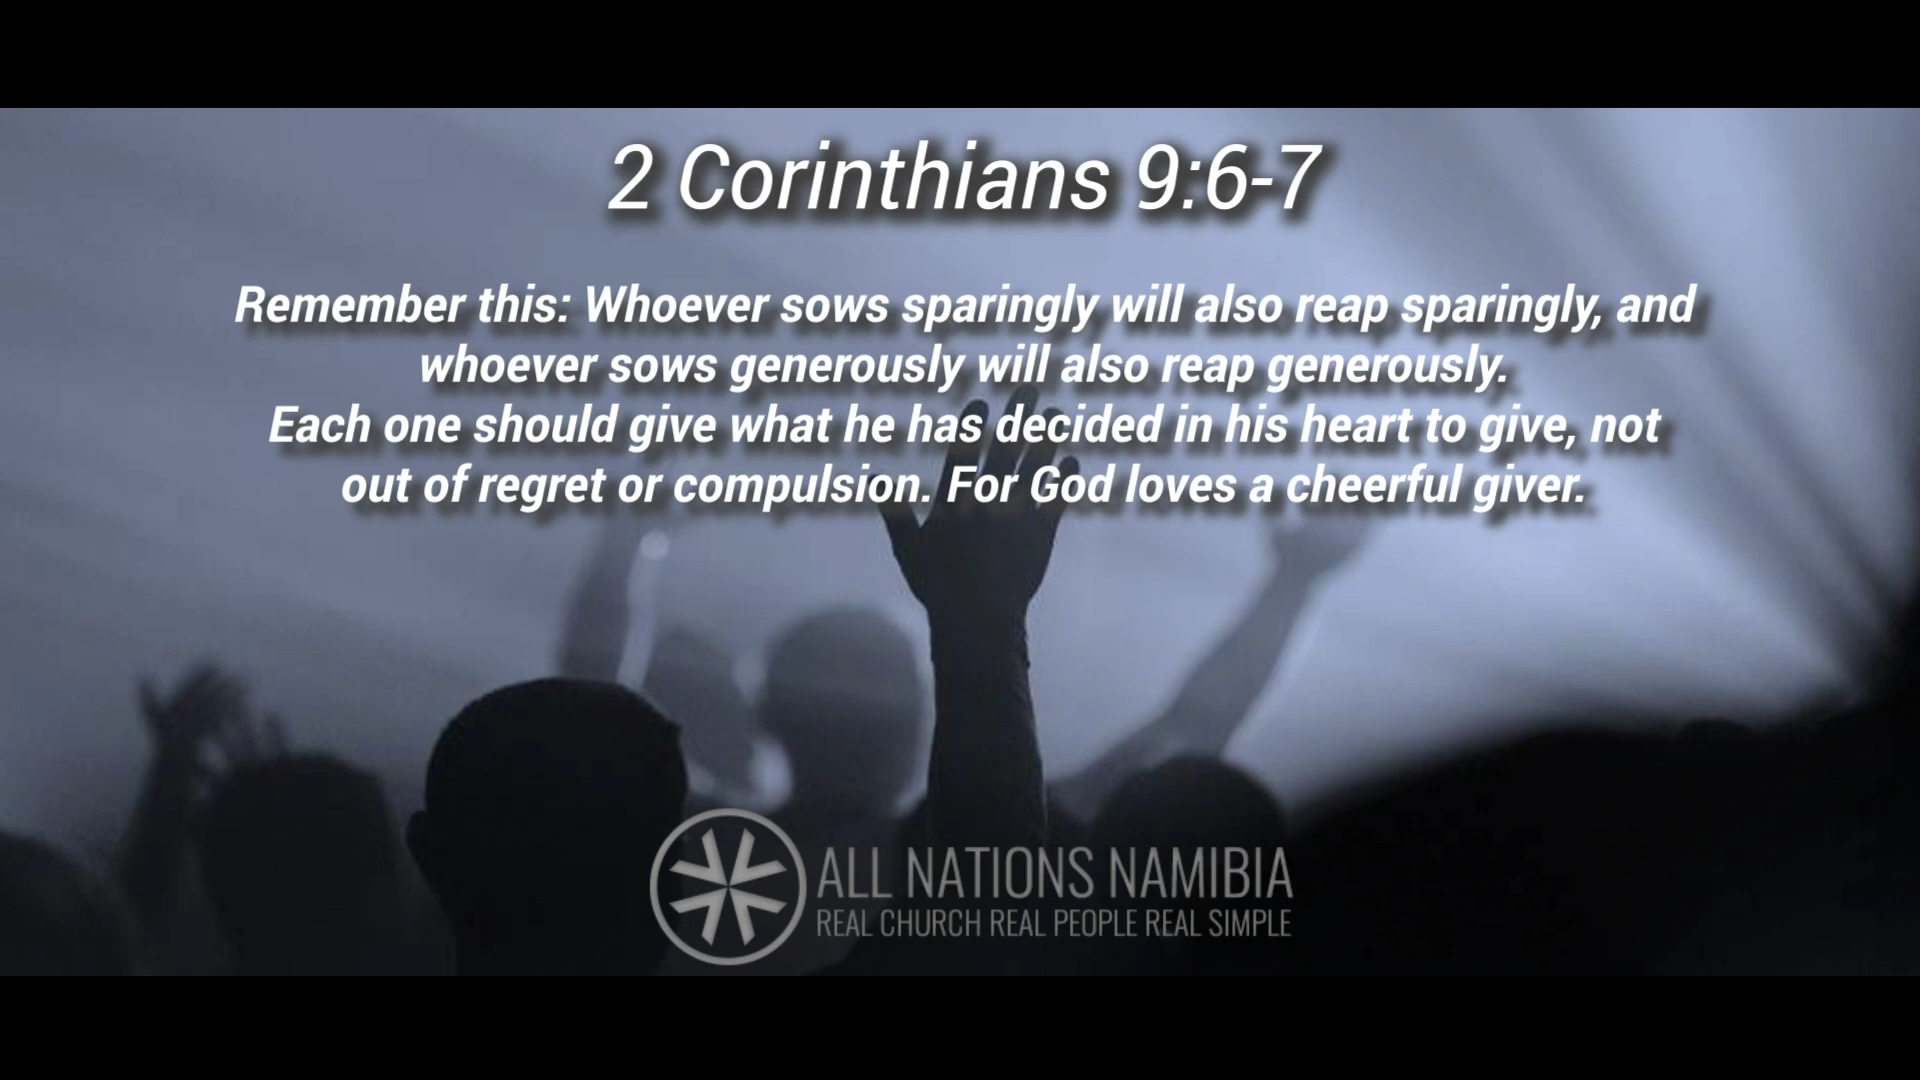 2 Corinthians 9:6-7
Remember this: Whoever sows sparingly will also reap sparingly, and
whoever sows generously will also reap generously.
Each one should give what he has decided in his heart to give, not
out of regret or compulsion. For God loves a cheerful giver.
ALL NATIONS NAMIBIA
REAL CHURCH REAL PEOPLE REAL SIMPLE